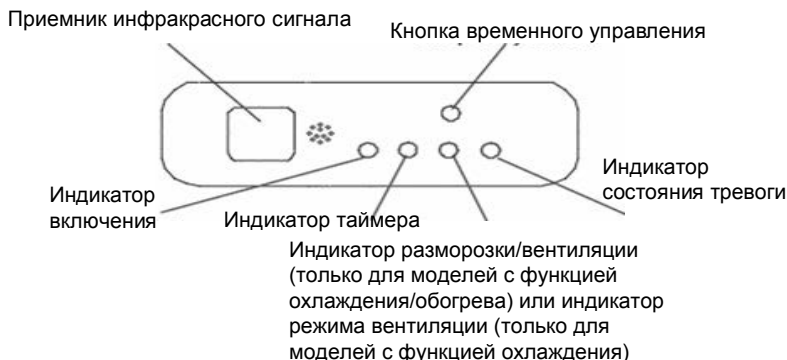 Приемник инфракрасного сигнала
Кнопка временного управления
Индикатор
состояния тревоги
Индикатор
включения
Индикатор таймера
Индикатор разморозки/вентиляции
(только для моделей с функцией
охлаждения/обогрева) или индикатор
режима вентиляции (только для
моделей с функцией охлаждения)